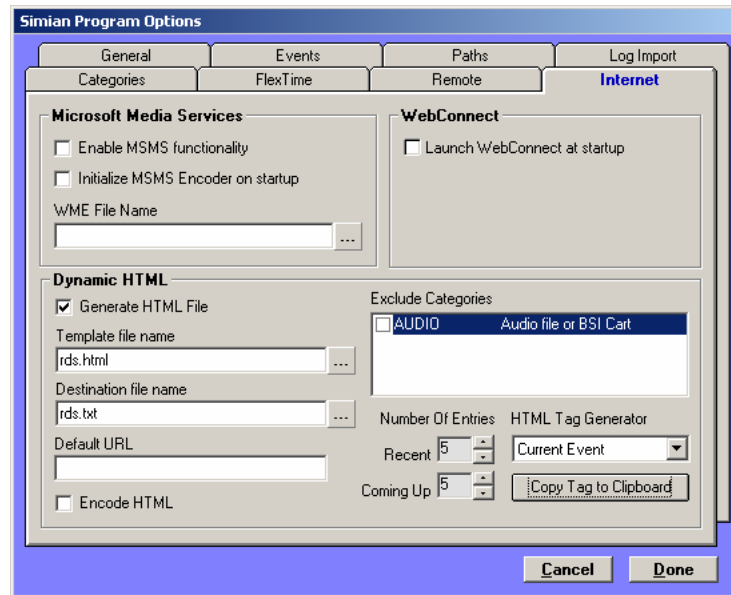 Simian Program Options
General Events Paths Log Import
Categories FlexTime Remote Internet
Microsoft Media Services
Enable MSMS functionality
Initialize MSMS Encoder on startup
WME File Name
...
WebConnect
Launch WebConnect at startup
Dynamic HTML
Generate HTML File
Template file name
rds.html ...
Destination file name
rds.txt ...
Default URL
Encode HTML
Exclude Categories
AUDIO Audio file or BSI Cart
Number Of Entries
Recent 5
Coming Up 5
HTML Tag Generator
Current Event
Copy Tag to Clipboard
Cancel Done